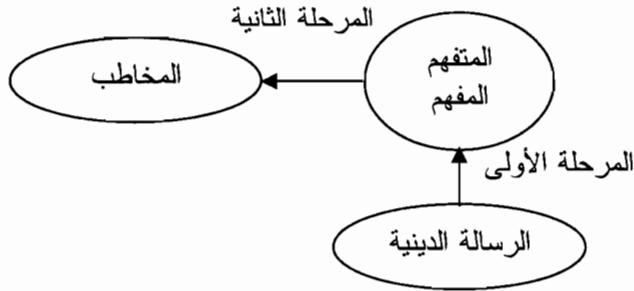 المرحلة الثانية
المتفهم
المفهم
المخاطب
المرحلة الأولى
الرسالة الدينية